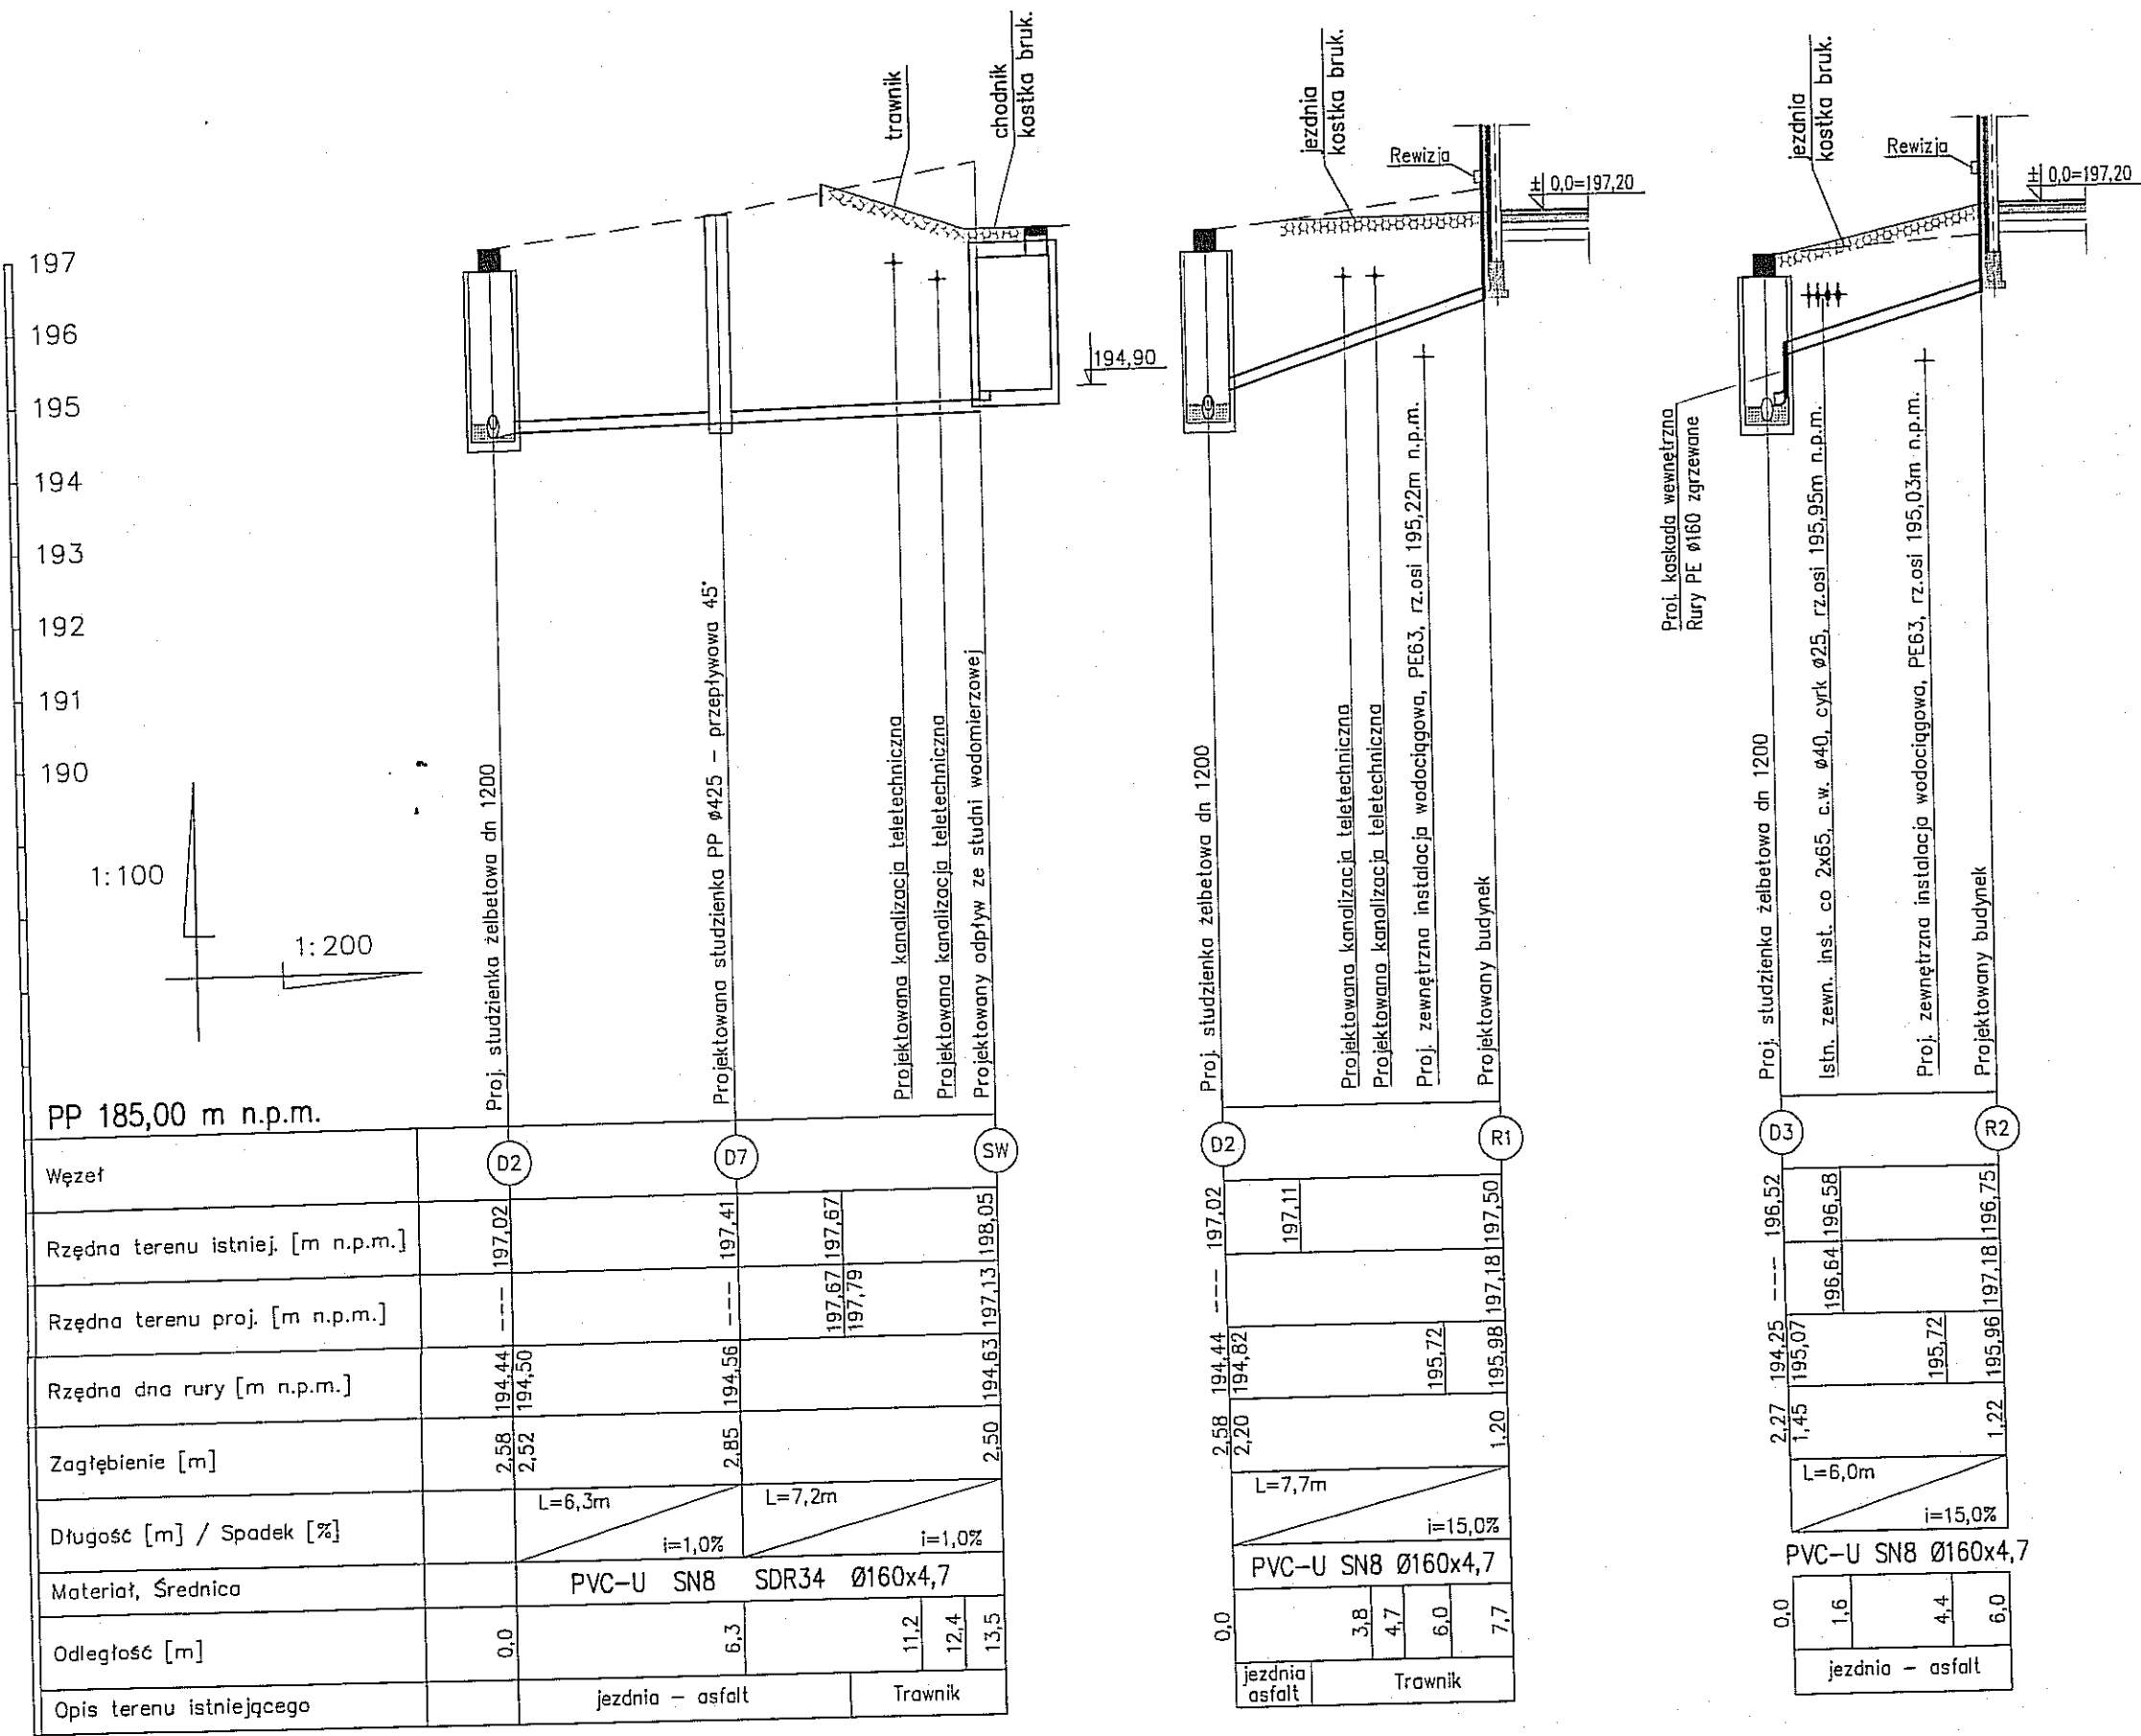 197
196
195
194
193
192
191
190
1:100
1:200
PP 185,00 m n.p.m.
trawnik
chodnik
kostka bruk.
194,90
Proj. studzienka żelbetowa dn 1200
Projektowana studzienka PP ø425 – przepływowa 45°
Projektowana kanalizacja teletechniczna
Projektowana kanalizacja teletechniczna
Projektowany odpływ ze studni wodomierzowej
jezdnia
kostka bruk.
Rewizja
± 0,0=197,20
Proj. studzienka żelbetowa dn 1200
Projektowana kanalizacja teletechniczna
Projektowana kanalizacja teletechniczna
Proj. zewnętrzna instalacja wodociągowa, PE63, rz.osi 195,22m n.p.m.
Projektowany budynek
jezdnia
kostka bruk.
Rewizja
± 0,0=197,20
Proj. kaskada wewnętrzna
Rury PE ø160 zgrzewane
Proj. studzienka żelbetowa dn 1200
Istn. zewn. inst. co 2x65, c.w. ø40, cyrk ø25, rz.osi 195,95m n.p.m.
Proj. zewnętrzna instalacja wodociągowa, PE63, rz.osi 195,03m n.p.m.
Projektowany budynek
Węzeł
D2 D7 SW
D2 R1
D3 R2
Rzędna terenu istniej. [m n.p.m.]
197,02 197,41 197,67 198,05
197,02 197,11 197,50
196,52 196,58 196,75
Rzędna terenu proj. [m n.p.m.]
--- --- 197,67 197,79 197,13
--- 197,18
--- 196,64 197,18
Rzędna dna rury [m n.p.m.]
194,44 194,50 194,56 194,63
194,44 194,82 195,72 195,98
194,25 195,07 195,72 195,96
Zagłębienie [m]
2,58 2,52 2,85 2,50
2,58 2,20 1,20
2,27 1,45 1,22
Długość [m] / Spadek [%]
L=6,3m i=1,0% L=7,2m i=1,0%
L=7,7m i=15,0%
L=6,0m i=15,0%
Materiał, Średnica
PVC-U SN8 SDR34 Ø160x4,7
PVC-U SN8 Ø160x4,7
PVC-U SN8 Ø160x4,7
Odległość [m]
0,0 6,3 11,2 12,4 13,5
0,0 3,8 4,7 6,0 7,7
0,0 1,6 4,4 6,0
Opis terenu istniejącego
jezdnia – asfalt Trawnik
jezdnia
asfalt
Trawnik
jezdnia – asfalt